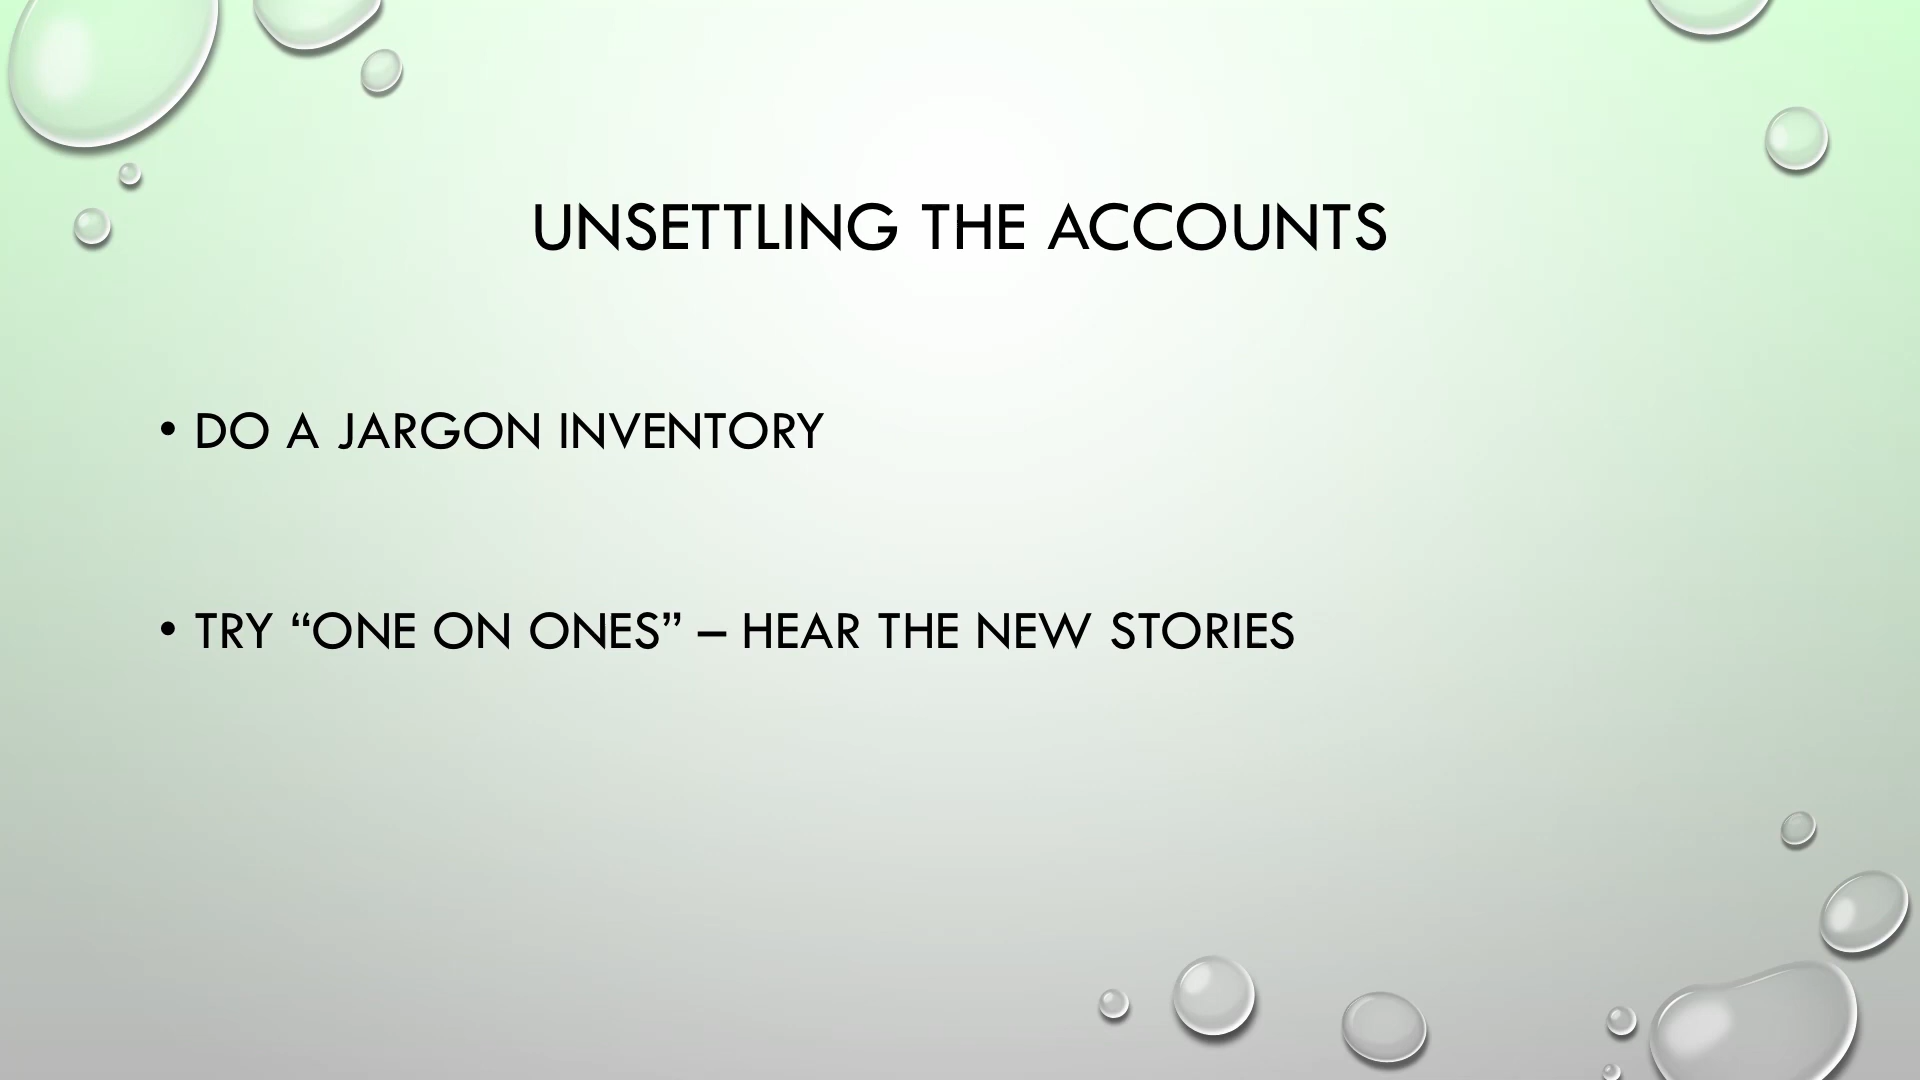 UNSETTLING THE ACCOUNTS
• DO A JARGON INVENTORY
• TRY “ONE ON ONES” – HEAR THE NEW STORIES